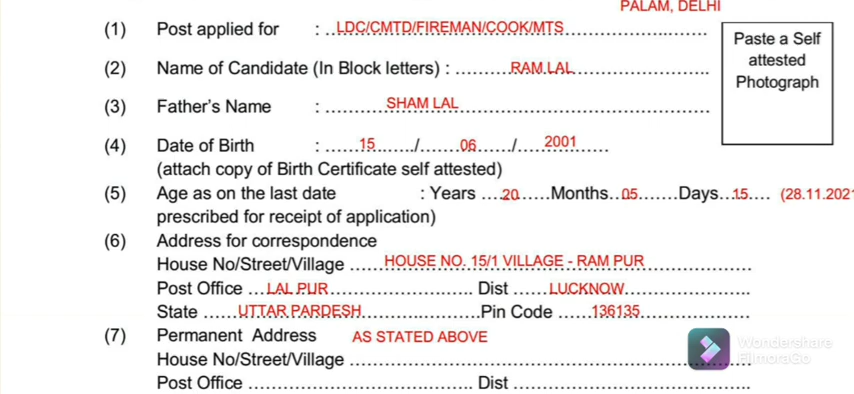 PALAM, DELHI
(1) Post applied for : ..LDC/CMTD/FIREMAN/COOK/MTS.................................
Paste a Self attested Photograph
(2) Name of Candidate (In Block letters) : ...........RAM LAL...........................
(3) Father's Name : ..............SHAM LAL..................................................
(4) Date of Birth : ......15......./.......06......./......2001.......
(attach copy of Birth Certificate self attested)
(5) Age as on the last date : Years ....20......Months...05.......Days...15.... (28.11.2021
prescribed for receipt of application)
(6) Address for correspondence
House No/Street/Village .......HOUSE NO. 15/1 VILLAGE - RAM PUR......................
Post Office ....LAL PUR............................ Dist ........LUCKNOW......................
State ......UTTAR PARDESH........................Pin Code ........136135......................
(7) Permanent Address AS STATED ABOVE
House No/Street/Village ................................................................................
Post Office ............................................. Dist ...............................................
Wondershare
FilmoraGo